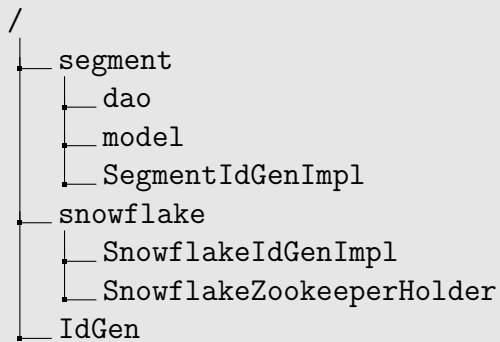 /
segment
dao
model
SegmentIdGenImpl
snowflake
SnowflakeIdGenImpl
SnowflakeZookeeperHolder
IdGen